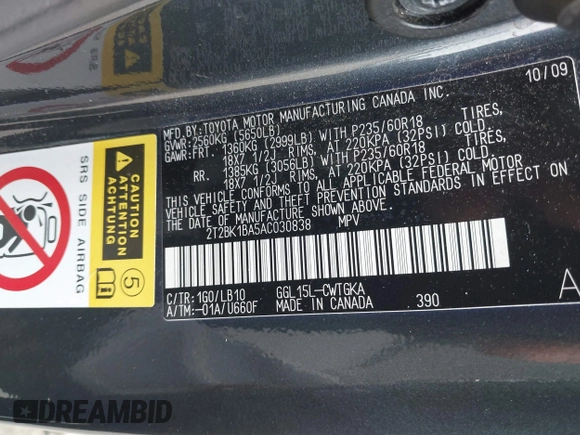 10/09
MFD.BY:TOYOTA MOTOR MANUFACTURING CANADA INC.
GVWR:2560KG (5650LB)
GAWR:FRT. 1360KG (2999LB) WITH P235/60R18 TIRES,
18X7 1/2J RIMS, AT 220KPA (32PSI) COLD
RR. 1385KG (3056LB) WITH P235/60R18 TIRES,
18X7 1/2J RIMS, AT 220KPA (32PSI) COLD
THIS VEHICLE CONFORMS TO ALL APPLICABLE FEDERAL MOTOR
VEHICLE SAFETY AND THEFT PREVENTION STANDARDS IN EFFECT ON
THE DATE OF MANUFACTURE SHOWN ABOVE.
2T2BK1BA5AC030838 MPV
C/TR:1G0/LB10 GGL15L-CWTGKA
A/TM:-01A/U660F MADE IN CANADA 390
A
SRS SIDE AIRBAG
CAUTION
ATTENTION
ACHTUNG
5
DREAMBID